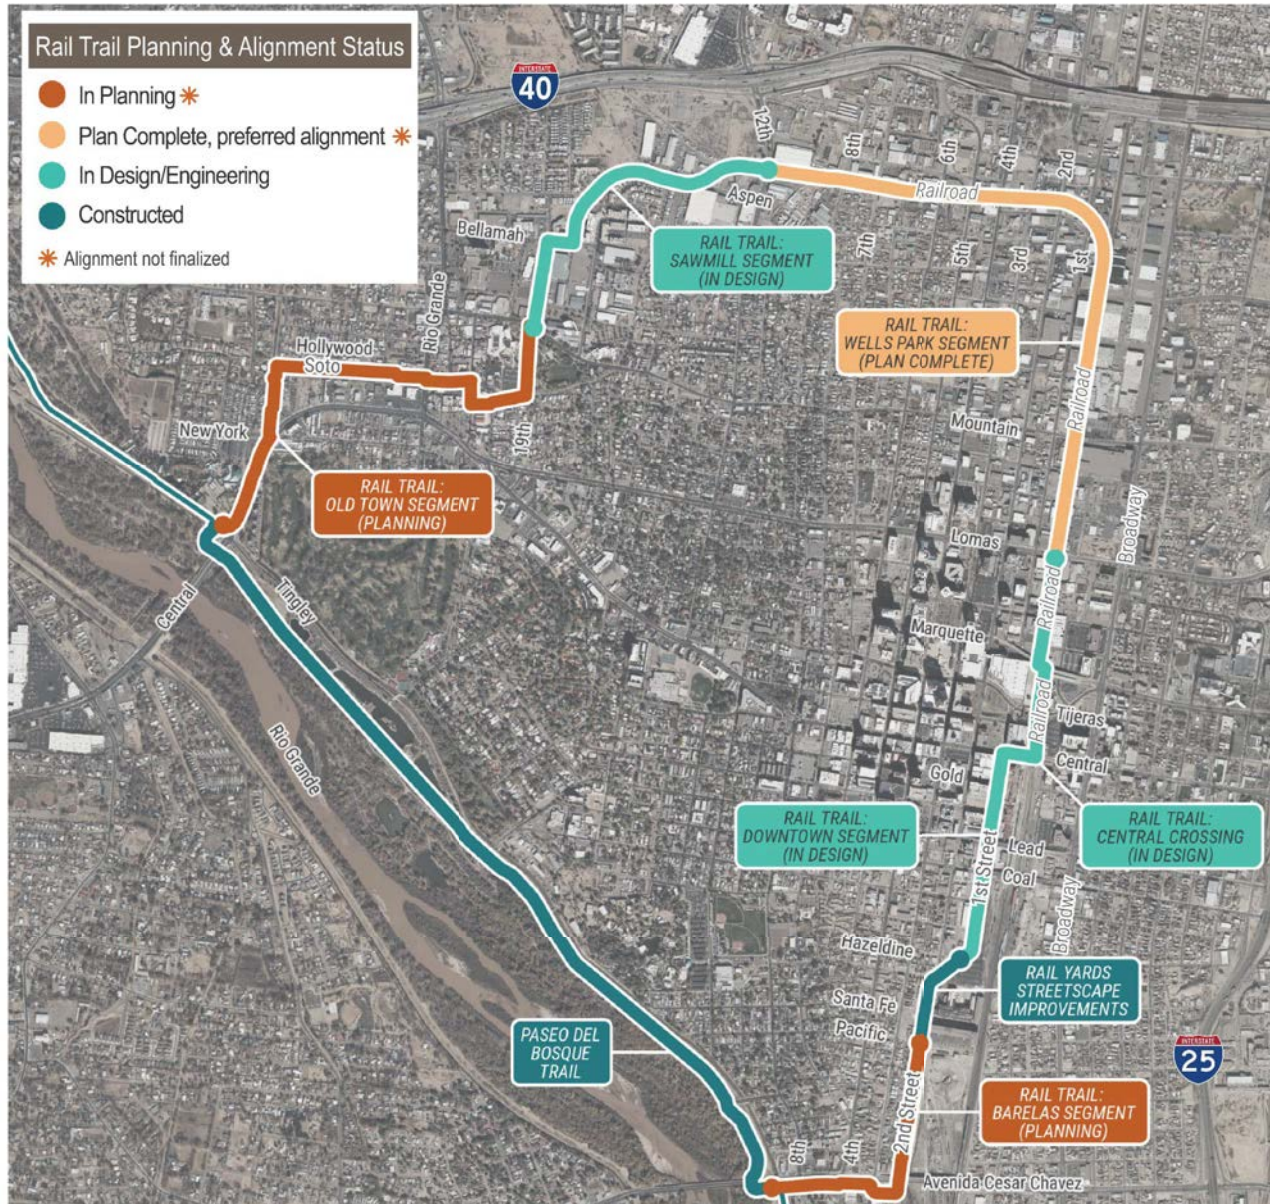 Rail Trail Planning & Alignment Status
In Planning *
Plan Complete, preferred alignment *
In Design/Engineering
Constructed
* Alignment not finalized
INTERSTATE
40
12th
8th
6th
4th
2nd
Aspen
Railroad
Bellamah
RAIL TRAIL:
SAWMILL SEGMENT
(IN DESIGN)
7th
5th
3rd
1st
Rio Grande
RAIL TRAIL:
WELLS PARK SEGMENT
(PLAN COMPLETE)
Hollywood
Soto
Railroad
New York
19th
Mountain
RAIL TRAIL:
OLD TOWN SEGMENT
(PLANNING)
Lomas
Broadway
Central
Tingley
Railroad
Marquette
Rio Grande
Railroad
Tijeras
Gold
Central
RAIL TRAIL:
DOWNTOWN SEGMENT
(IN DESIGN)
RAIL TRAIL:
CENTRAL CROSSING
(IN DESIGN)
1st Street
Lead
Coal
Broadway
Hazeldine
RAIL YARDS
STREETSCAPE
IMPROVEMENTS
Santa Fe
Pacific
PASEO DEL
BOSQUE
TRAIL
INTERSTATE
25
2nd Street
RAIL TRAIL:
BARELAS SEGMENT
(PLANNING)
8th
4th
Avenida Cesar Chavez